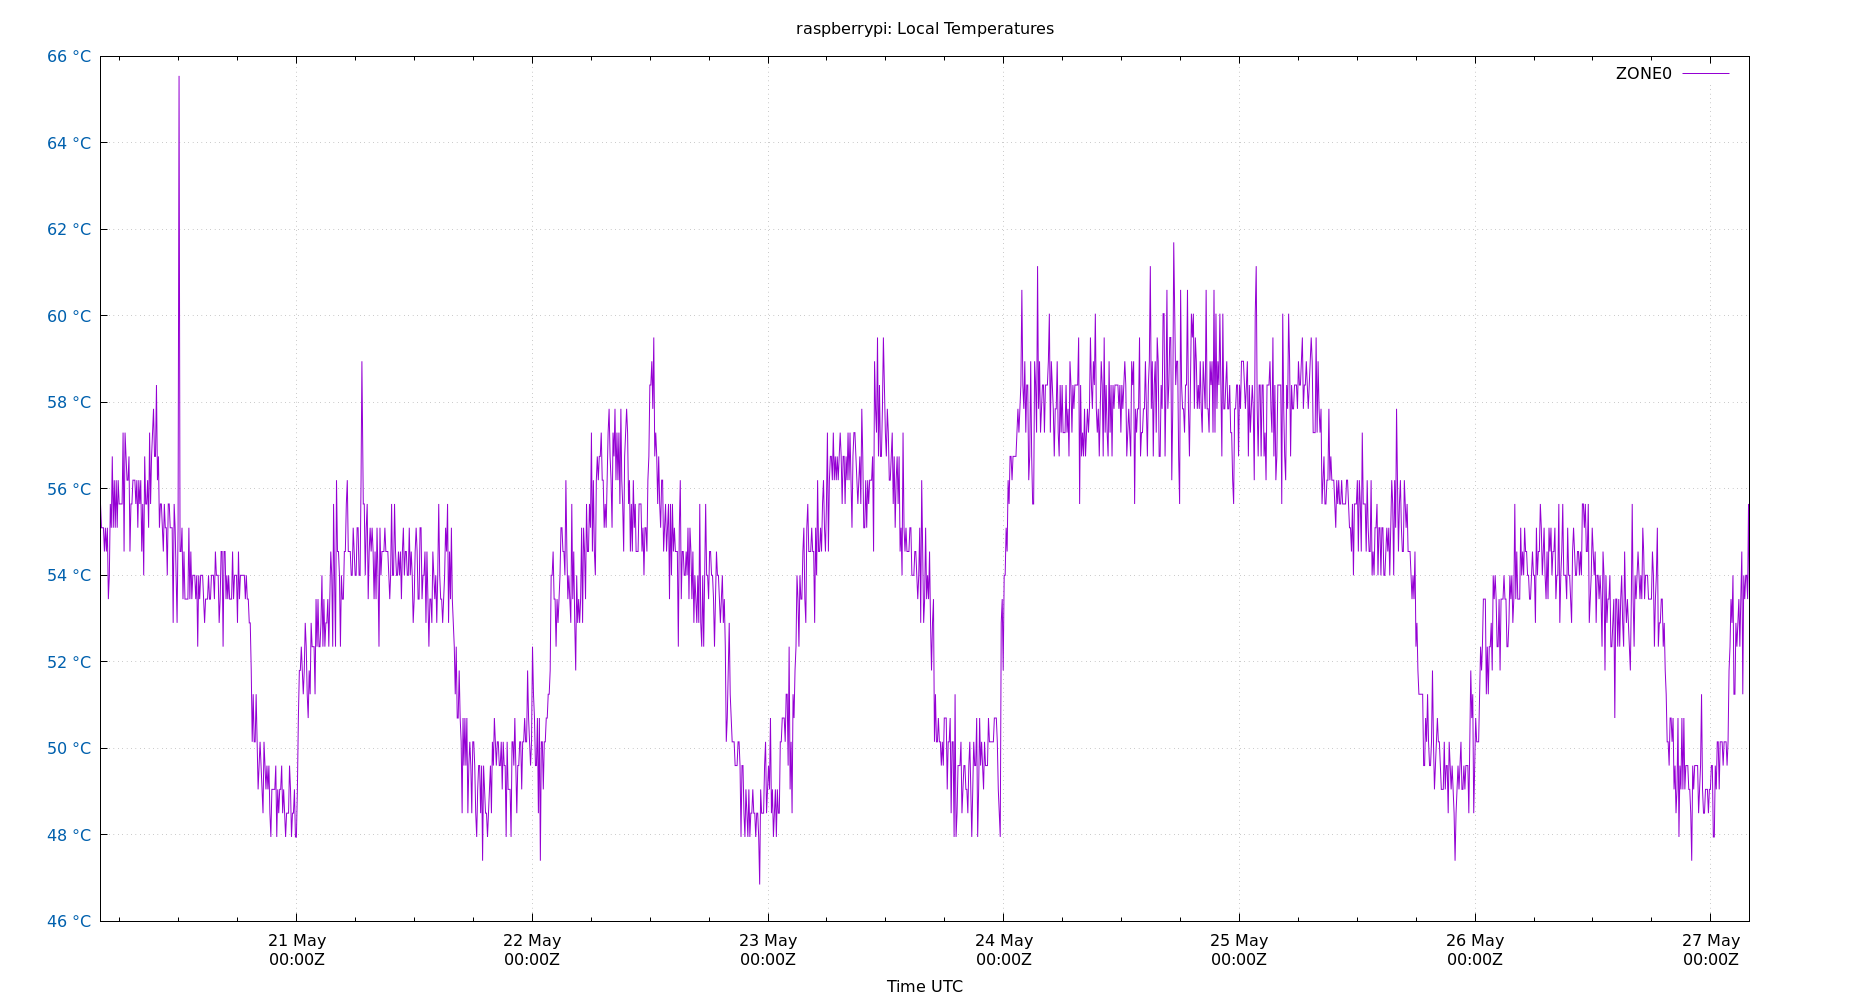 raspberrypi: Local Temperatures
ZONE0
66 °C
64 °C
62 °C
60 °C
58 °C
56 °C
54 °C
52 °C
50 °C
48 °C
46 °C
21 May 22 May 23 May 24 May 25 May 26 May 27 May
00:00Z 00:00Z 00:00Z 00:00Z 00:00Z 00:00Z 00:00Z
Time UTC